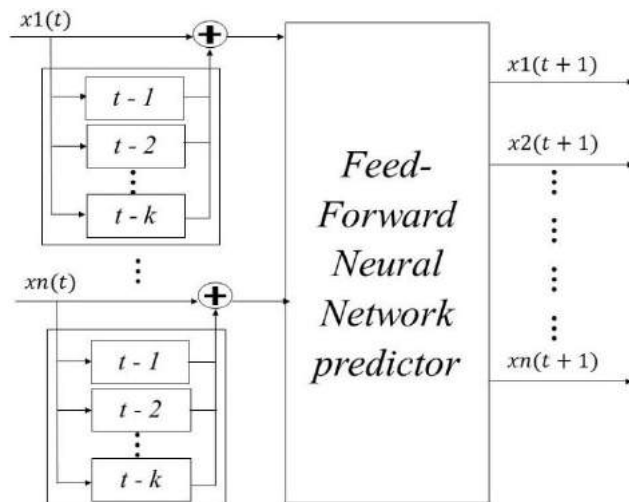 x1(t)
t - 1
t - 2
t - k
xn(t)
t - 1
t - 2
t - k
Feed-
Forward
Neural
Network
predictor
x1(t + 1)
x2(t + 1)
xn(t + 1)